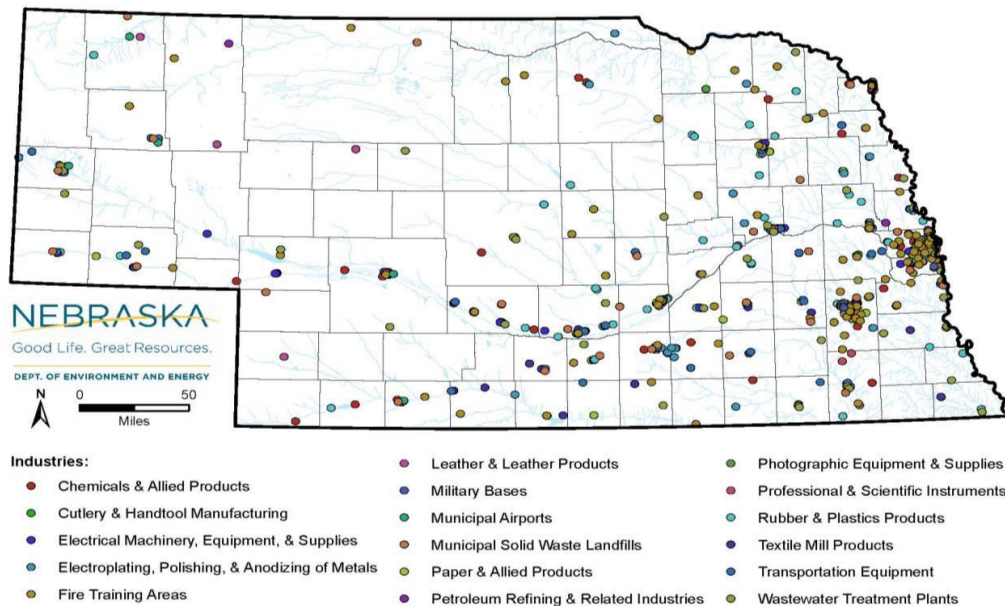 NEBRASKA
Good Life. Great Resources.
DEPT. OF ENVIRONMENT AND ENERGY
N
0 50
Miles
Industries:
Chemicals & Allied Products
Cutlery & Handtool Manufacturing
Electrical Machinery, Equipment, & Supplies
Electroplating, Polishing, & Anodizing of Metals
Fire Training Areas
Leather & Leather Products
Military Bases
Municipal Airports
Municipal Solid Waste Landfills
Paper & Allied Products
Petroleum Refining & Related Industries
Photographic Equipment & Supplies
Professional & Scientific Instruments
Rubber & Plastics Products
Textile Mill Products
Transportation Equipment
Wastewater Treatment Plants